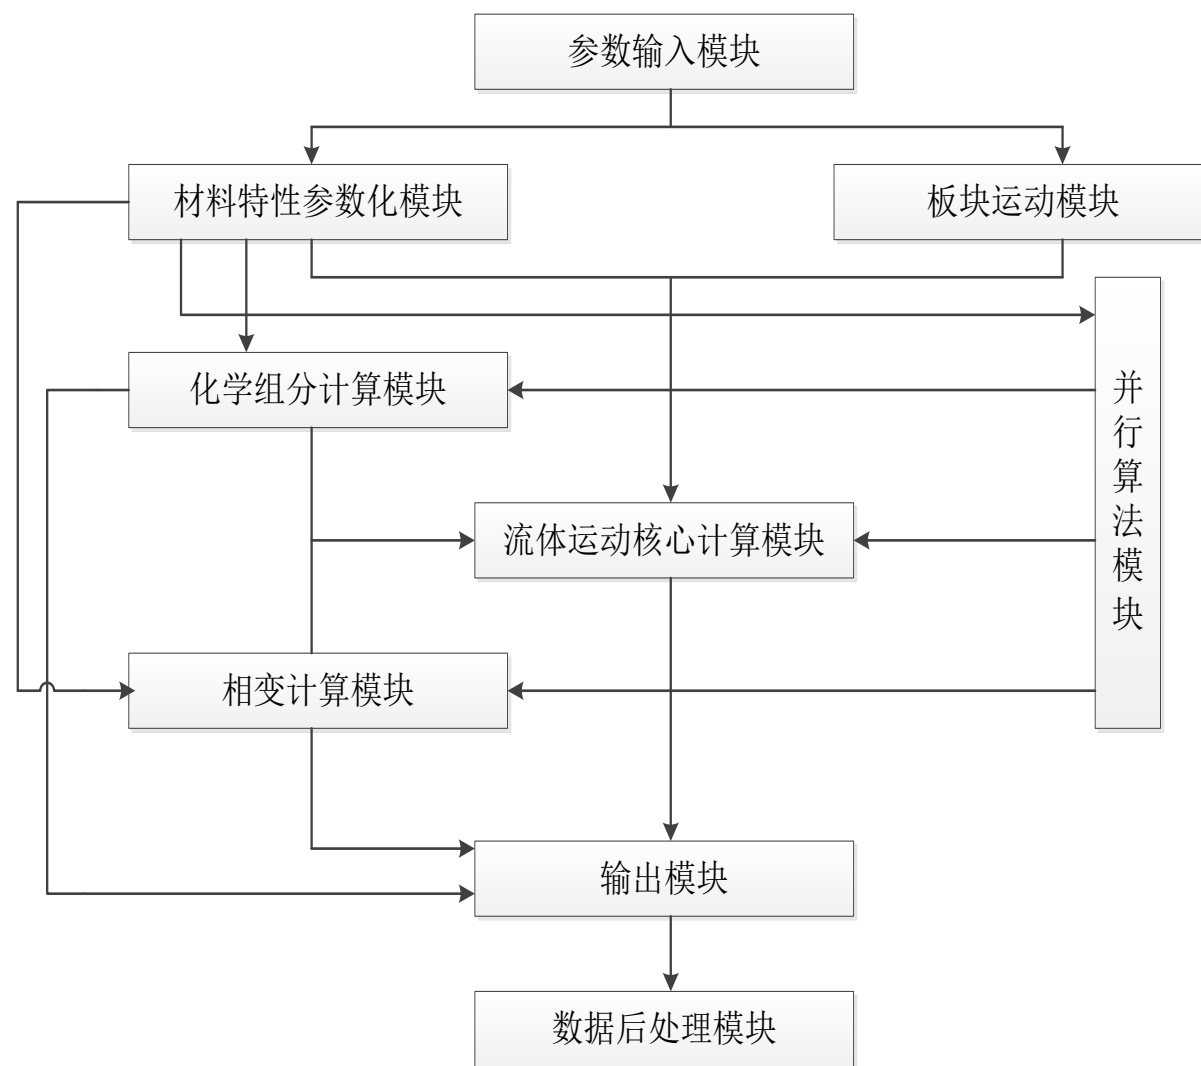 参数输入模块
材料特性参数化模块
板块运动模块
化学组分计算模块
并行算法模块
流体运动核心计算模块
相变计算模块
输出模块
数据后处理模块